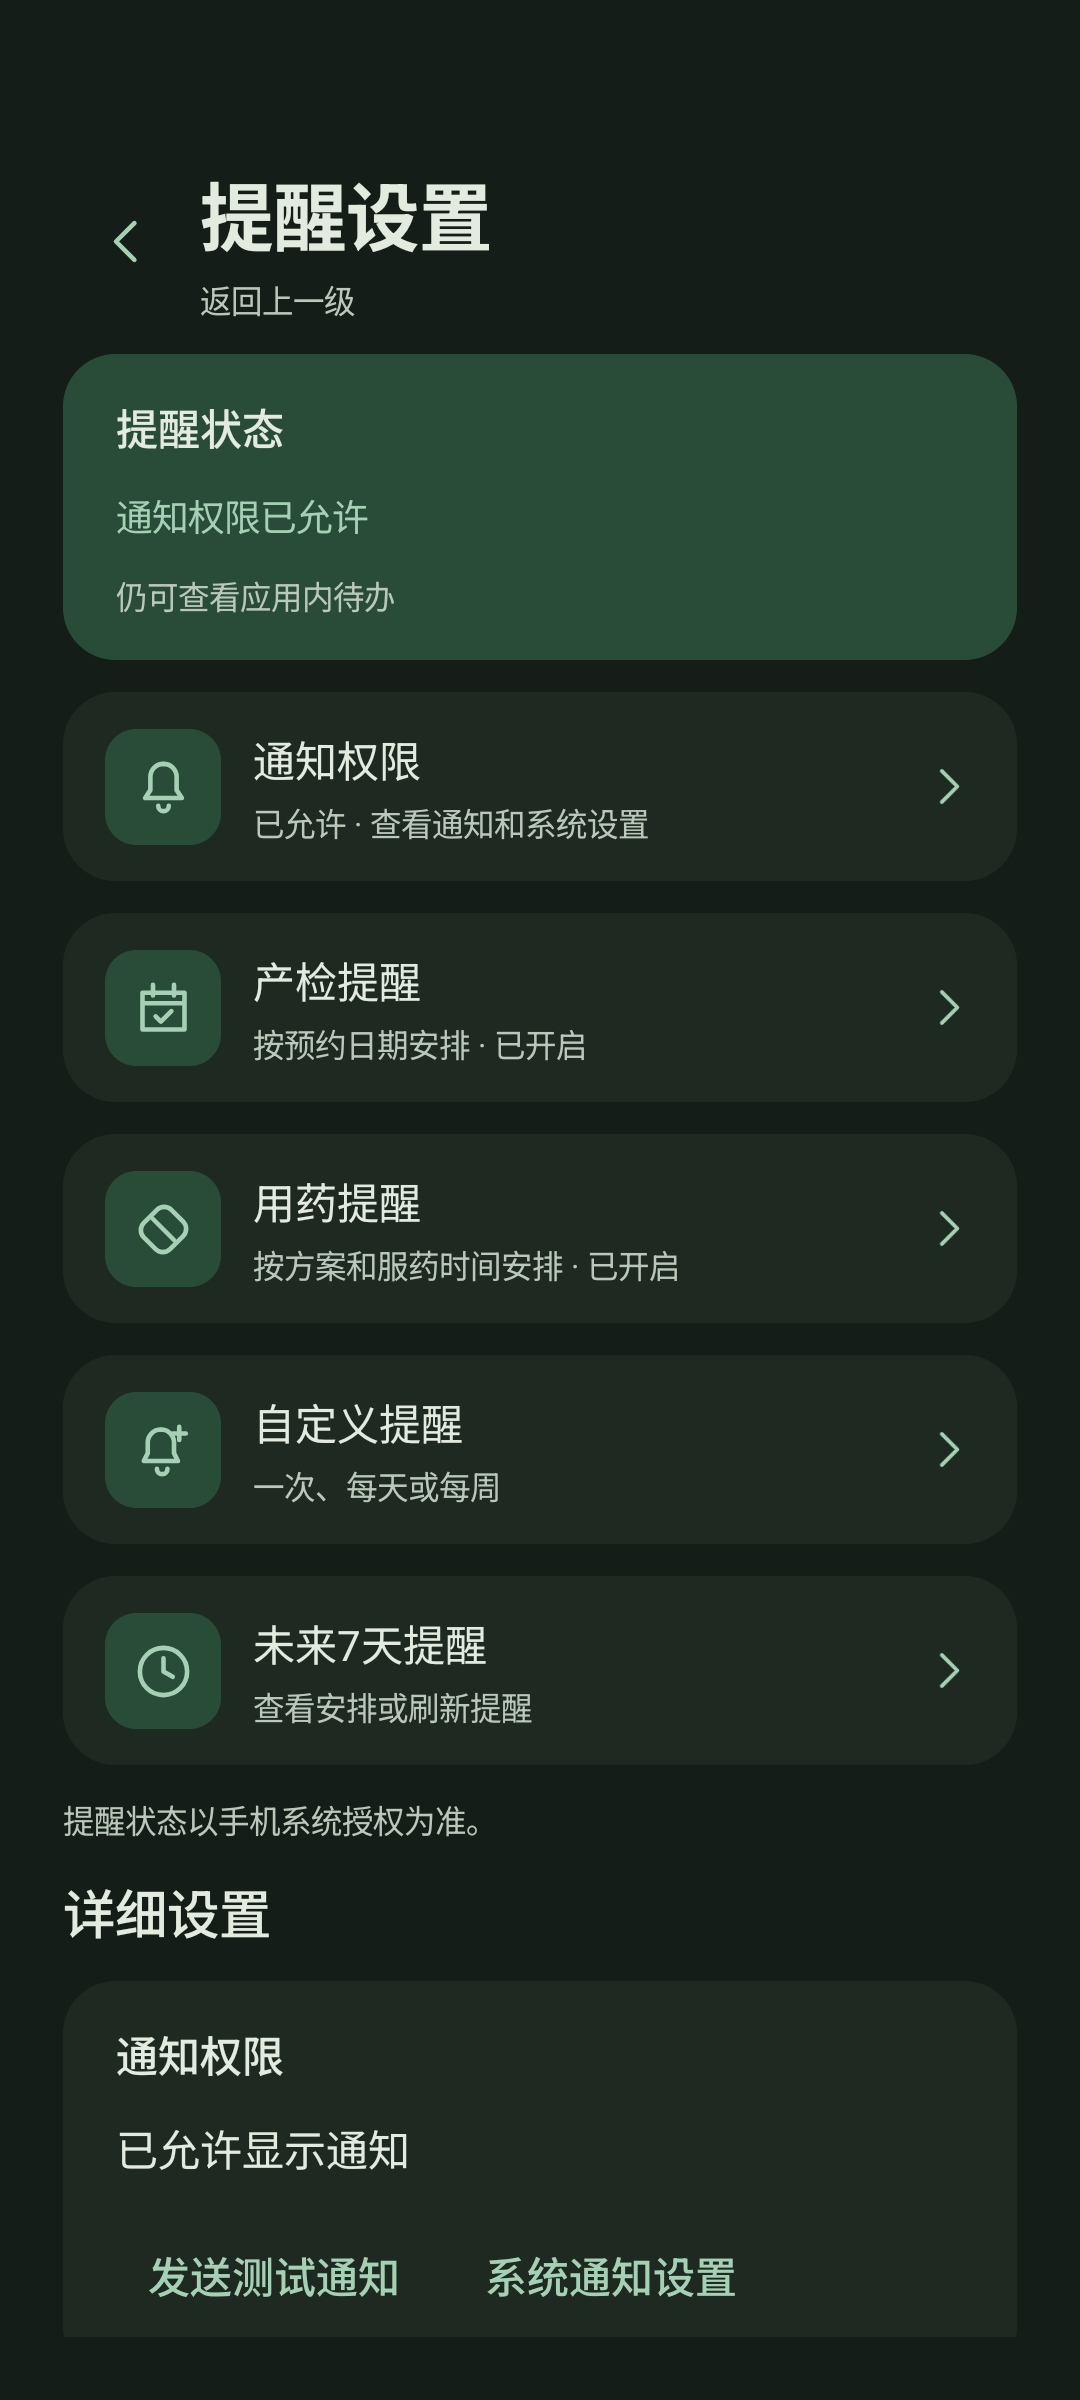 提醒设置
返回上一级
提醒状态
通知权限已允许
仍可查看应用内待办
通知权限
已允许 · 查看通知和系统设置
产检提醒
按预约日期安排 · 已开启
用药提醒
按方案和服药时间安排 · 已开启
自定义提醒
一次、每天或每周
未来7天提醒
查看安排或刷新提醒
提醒状态以手机系统授权为准。
详细设置
通知权限
已允许显示通知
发送测试通知 系统通知设置